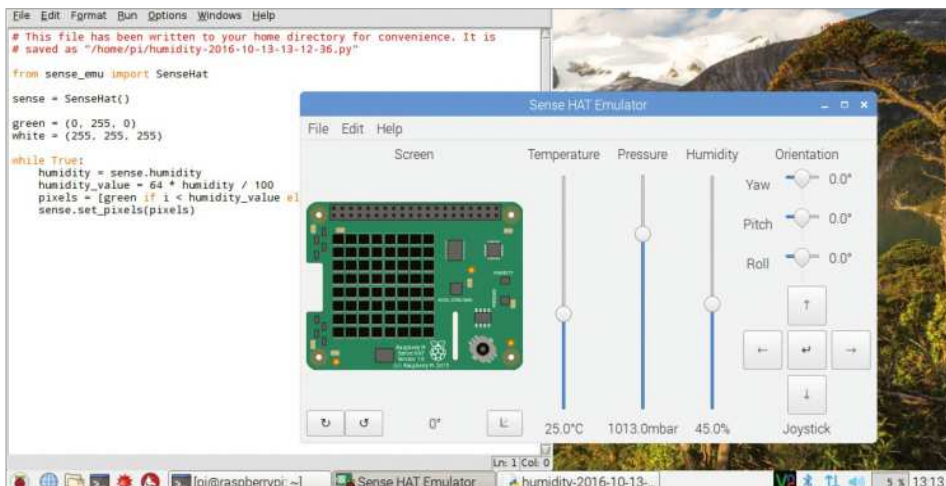 File Edit Format Run Options Windows Help
# This file has been written to your home directory for convenience. It is
# saved as "/home/pi/humidity-2016-10-13-13-12-36.py"
from sense_emu import SenseHat
sense = SenseHat()
green = (0, 255, 0)
white = (255, 255, 255)
while True:
humidity = sense.humidity
humidity_value = 64 * humidity / 100
pixels = [green if i < humidity_value el
sense.set_pixels(pixels)
Ln: 1 Col: 0
Sense HAT Emulator
File Edit Help
Screen
Temperature Pressure Humidity Orientation
Yaw 0.0°
Pitch 0.0°
Roll 0.0°
Raspberry Pi
Sense HAT
0° 25.0°C 1013.0mbar 45.0% Joystick
[pi@raspberrypi: ~] Sense HAT Emulator humidity-2016-10-13-... 5 % 13:13